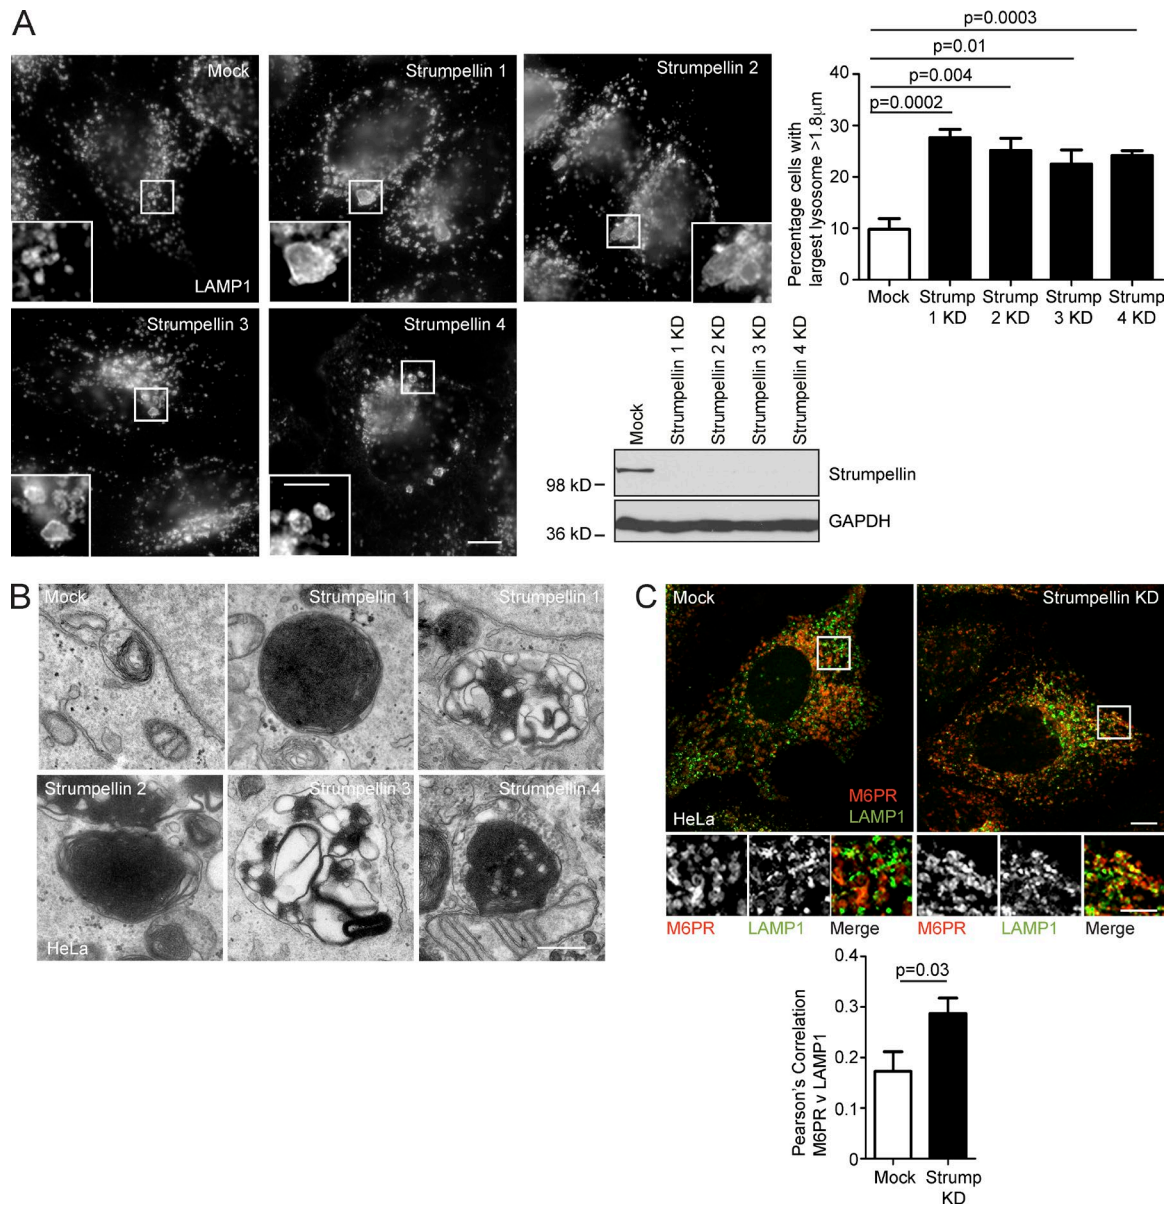 A
Mock
LAMP1
Strumpellin 1
Strumpellin 2
Strumpellin 3
Strumpellin 4
p=0.0003
p=0.01
p=0.004
p=0.0002
Percentage cells with
largest lysosome >1.8μm
40
30
20
10
0
Mock
Strump
1 KD
Strump
2 KD
Strump
3 KD
Strump
4 KD
Mock
Strumpellin 1 KD
Strumpellin 2 KD
Strumpellin 3 KD
Strumpellin 4 KD
98 kD
Strumpellin
36 kD
GAPDH
B
Mock
Strumpellin 1
Strumpellin 1
Strumpellin 2
HeLa
Strumpellin 3
Strumpellin 4
C
Mock
HeLa
M6PR
LAMP1
Strumpellin KD
M6PR
LAMP1
Merge
M6PR
LAMP1
Merge
p=0.03
Pearson's Correlation
M6PR v LAMP1
0.4
0.3
0.2
0.1
0
Mock
Strump
KD